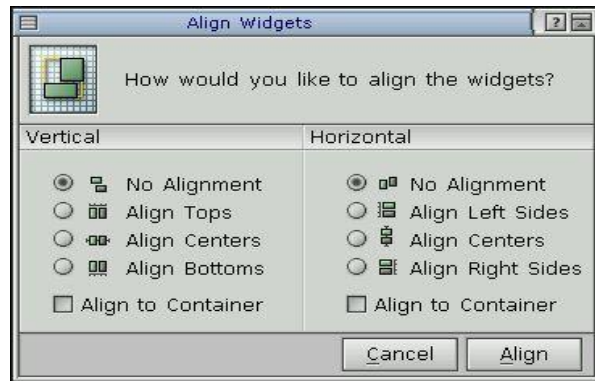 Align Widgets
?
How would you like to align the widgets?
Vertical
Horizontal
No Alignment
Align Tops
Align Centers
Align Bottoms
Align to Container
No Alignment
Align Left Sides
Align Centers
Align Right Sides
Align to Container
Cancel
Align